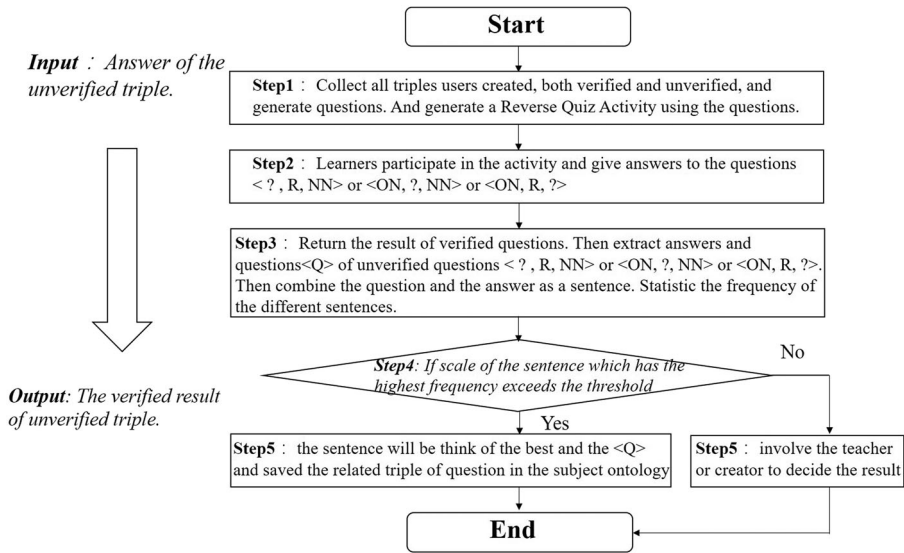 Start
Input : Answer of the
unverified triple.
Step1 : Collect all triples users created, both verified and unverified, and
generate questions. And generate a Reverse Quiz Activity using the questions.
Step2 : Learners participate in the activity and give answers to the questions
< ? , R, NN> or <ON, ?, NN> or <ON, R, ?>
Step3 : Return the result of verified questions. Then extract answers and
questions<Q> of unverified questions < ? , R, NN> or <ON, ?, NN> or <ON, R, ?>.
Then combine the question and the answer as a sentence. Statistic the frequency of
the different sentences.
Step4: If scale of the sentence which has the
highest frequency exceeds the threshold
No
Output: The verified result
of unverified triple.
Yes
Step5 : the sentence will be think of the best and the <Q>
and saved the related triple of question in the subject ontology
Step5 : involve the teacher
or creator to decide the result
End